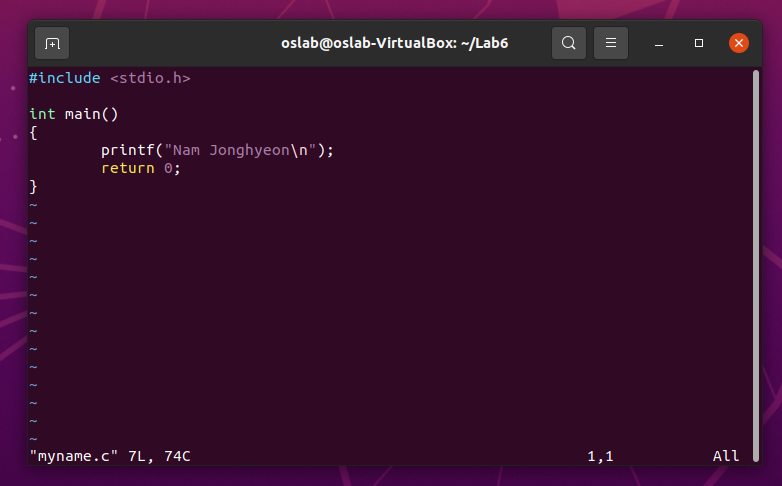 oslab@oslab-VirtualBox: ~/Lab6
#include <stdio.h>
int main()
{
        printf("Nam Jonghyeon\n");
        return 0;
}
~
~
~
~
~
~
~
~
~
~
~
~
~
~
"myname.c" 7L, 74C 1,1 All